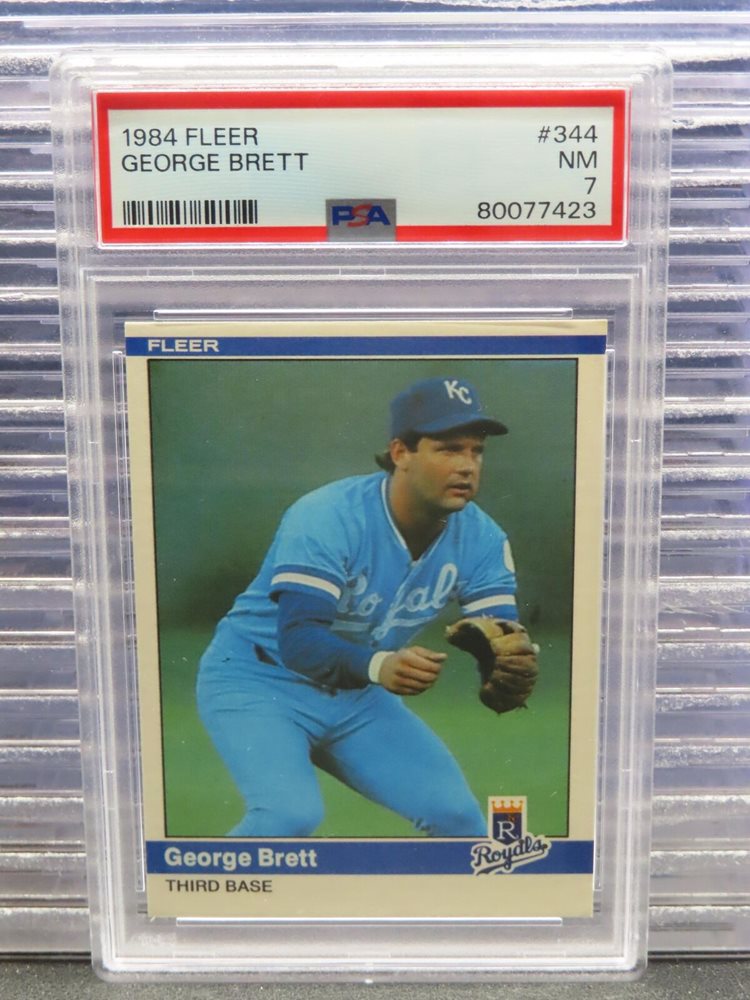 1984 FLEER #344
GEORGE BRETT NM
7
PSA 80077423
FLEER
KC
Royals
R
Royals
George Brett
THIRD BASE